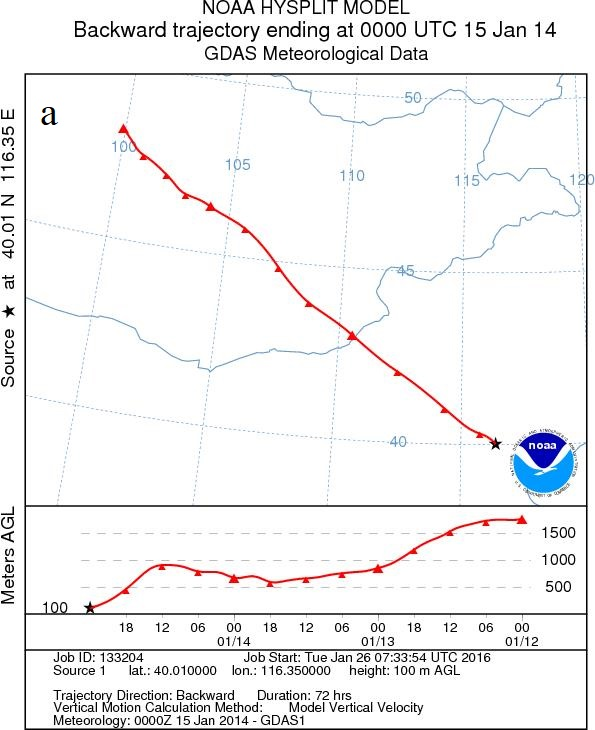 NOAA HYSPLIT MODEL
Backward trajectory ending at 0000 UTC 15 Jan 14
GDAS Meteorological Data
Source ★ at 40.01 N 116.35 E
a
50
100
105
110
115
120
45
40
noaa
Meters AGL
1500
1000
500
100
18 12 06 00 18 12 06 00 18 12 06 00
01/14 01/13 01/12
Job ID: 133204 Job Start: Tue Jan 26 07:33:54 UTC 2016
Source 1 lat.: 40.010000 lon.: 116.350000 height: 100 m AGL
Trajectory Direction: Backward Duration: 72 hrs
Vertical Motion Calculation Method: Model Vertical Velocity
Meteorology: 0000Z 15 Jan 2014 - GDAS1